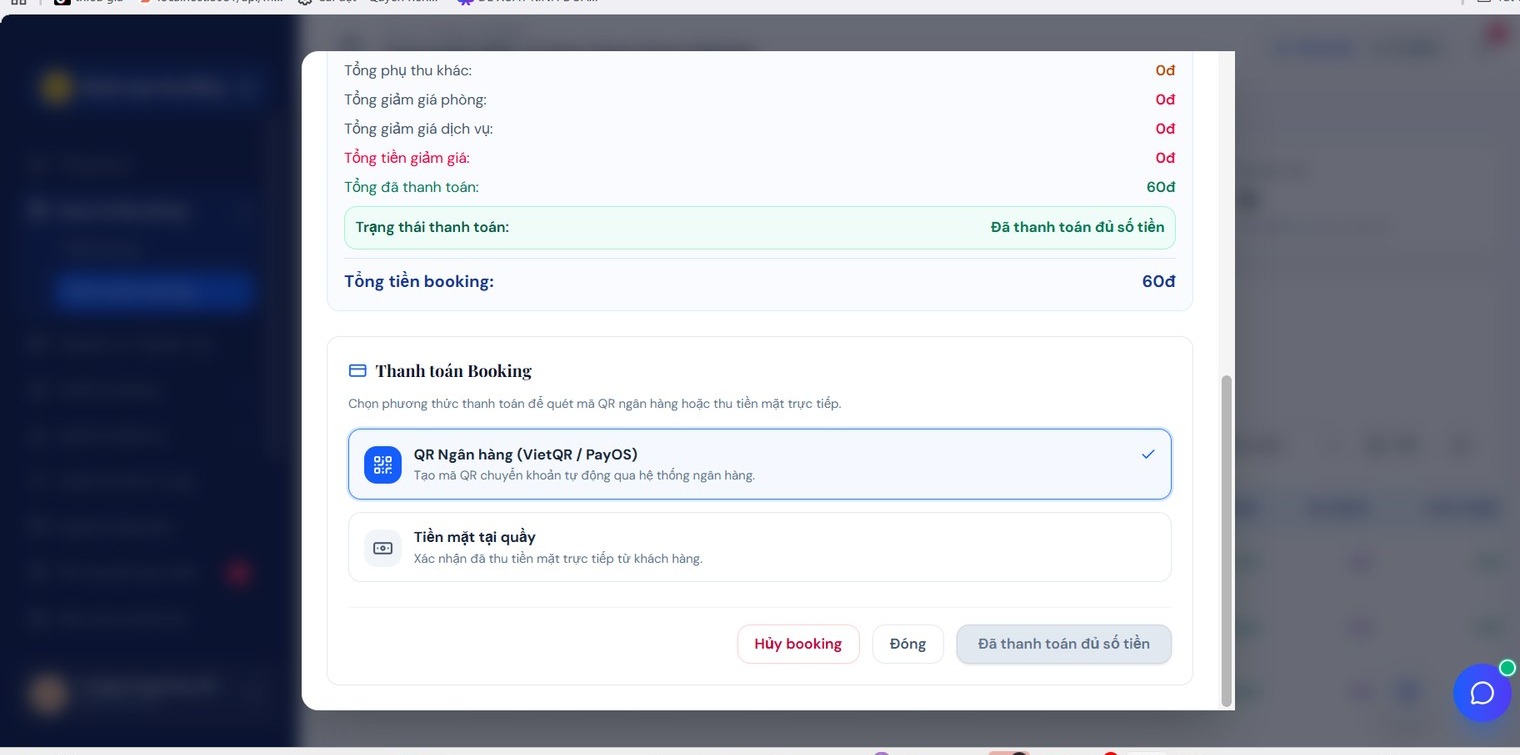 Tổng phụ thu khác: 0đ
Tổng giảm giá phòng: 0đ
Tổng giảm giá dịch vụ: 0đ
Tổng tiền giảm giá: 0đ
Tổng đã thanh toán: 60đ
Trạng thái thanh toán: Đã thanh toán đủ số tiền
Tổng tiền booking: 60đ
Thanh toán Booking
Chọn phương thức thanh toán để quét mã QR ngân hàng hoặc thu tiền mặt trực tiếp.
QR Ngân hàng (VietQR / PayOS)
Tạo mã QR chuyển khoản tự động qua hệ thống ngân hàng.
Tiền mặt tại quầy
Xác nhận đã thu tiền mặt trực tiếp từ khách hàng.
Hủy booking Đóng Đã thanh toán đủ số tiền